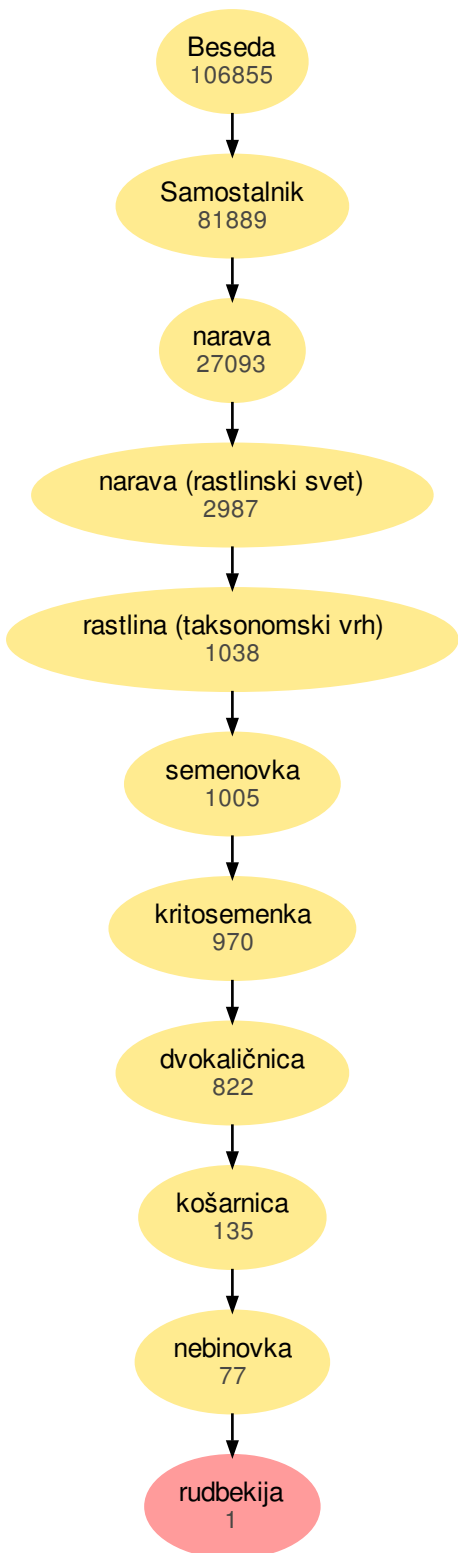 Beseda
106855
Samostalnik
81889
narava
27093
narava (rastlinski svet)
2987
rastlina (taksonomski vrh)
1038
semenovka
1005
kritosemenka
970
dvokaličnica
822
košarnica
135
nebinovka
77
rudbekija
1